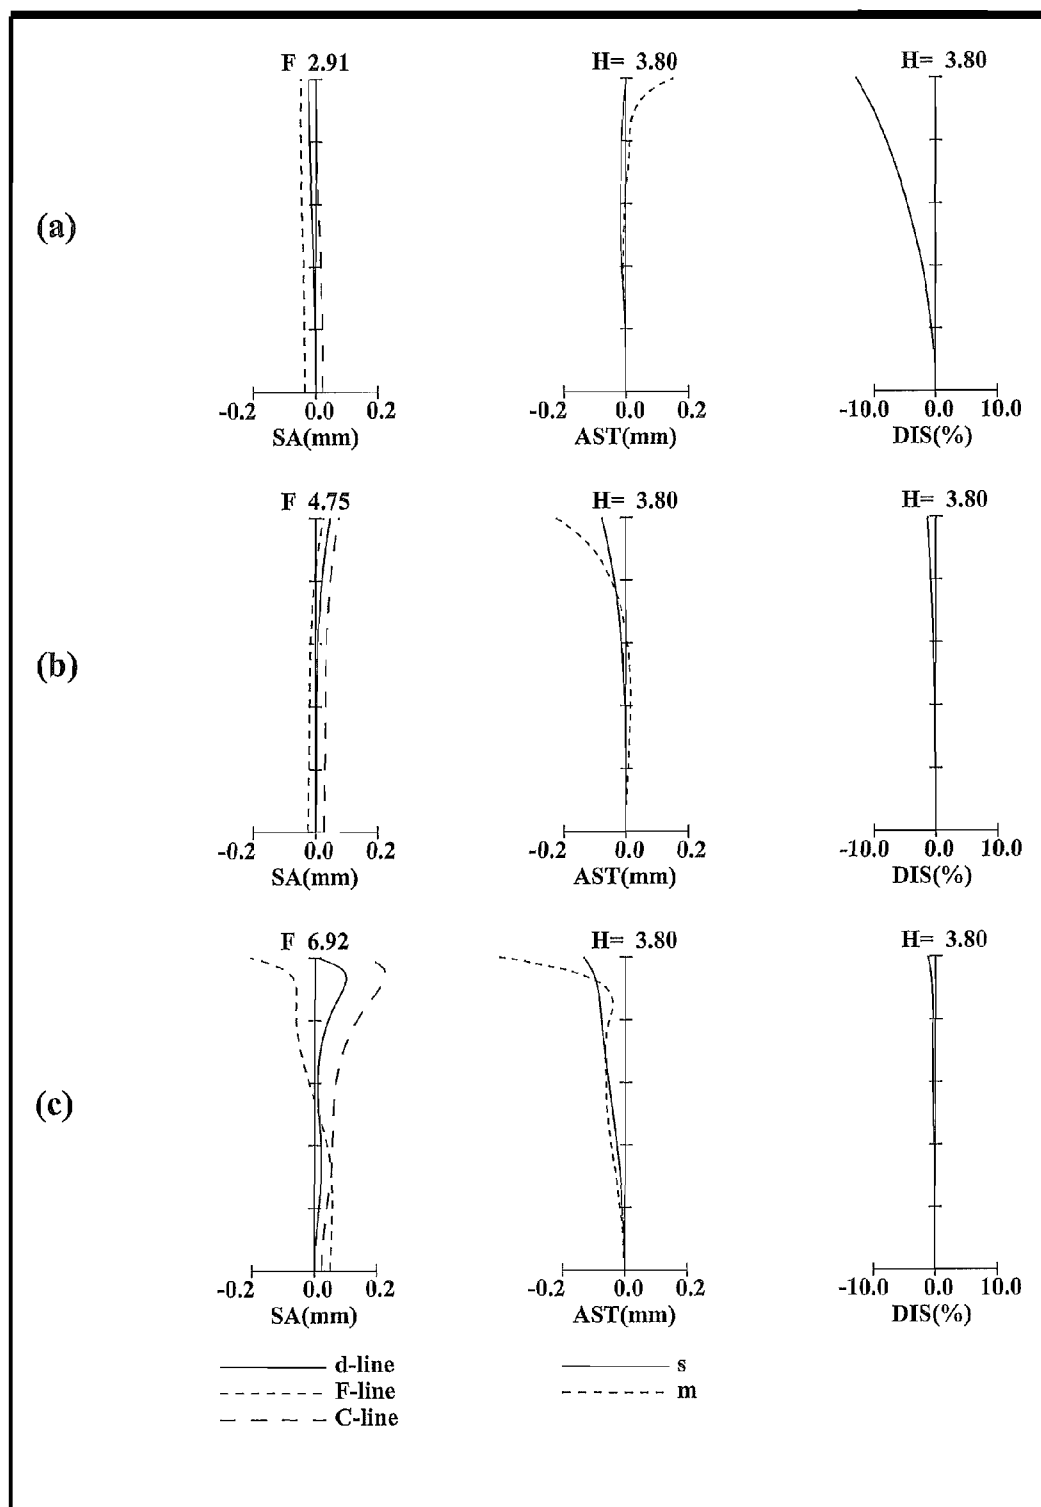 F 2.91 H= 3.80 H= 3.80
(a)
-0.2 0.0 0.2 -0.2 0.0 0.2 -10.0 0.0 10.0
SA(mm) AST(mm) DIS(%)
F 4.75 H= 3.80 H= 3.80
(b)
-0.2 0.0 0.2 -0.2 0.0 0.2 -10.0 0.0 10.0
SA(mm) AST(mm) DIS(%)
F 6.92 H= 3.80 H= 3.80
(c)
-0.2 0.0 0.2 -0.2 0.0 0.2 -10.0 0.0 10.0
SA(mm) AST(mm) DIS(%)
d-line s
F-line m
C-line